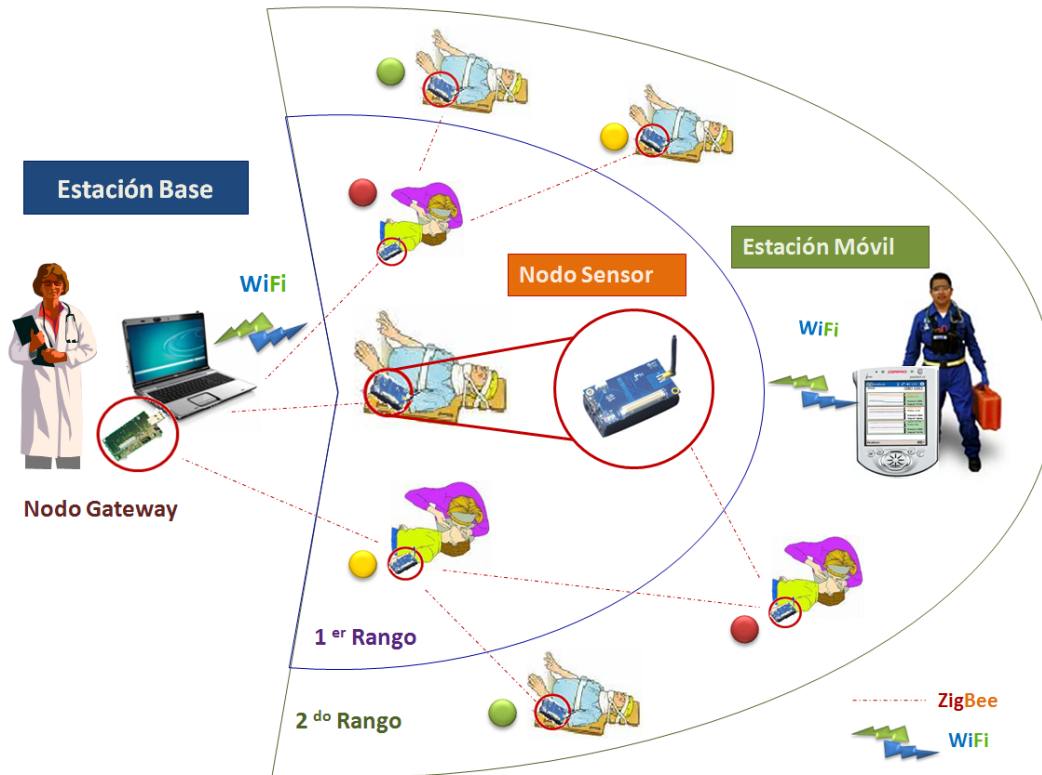 Estación Base
WiFi
Nodo Sensor
Estación Móvil
WiFi
Nodo Gateway
1 er Rango
2 do Rango
ZigBee
WiFi